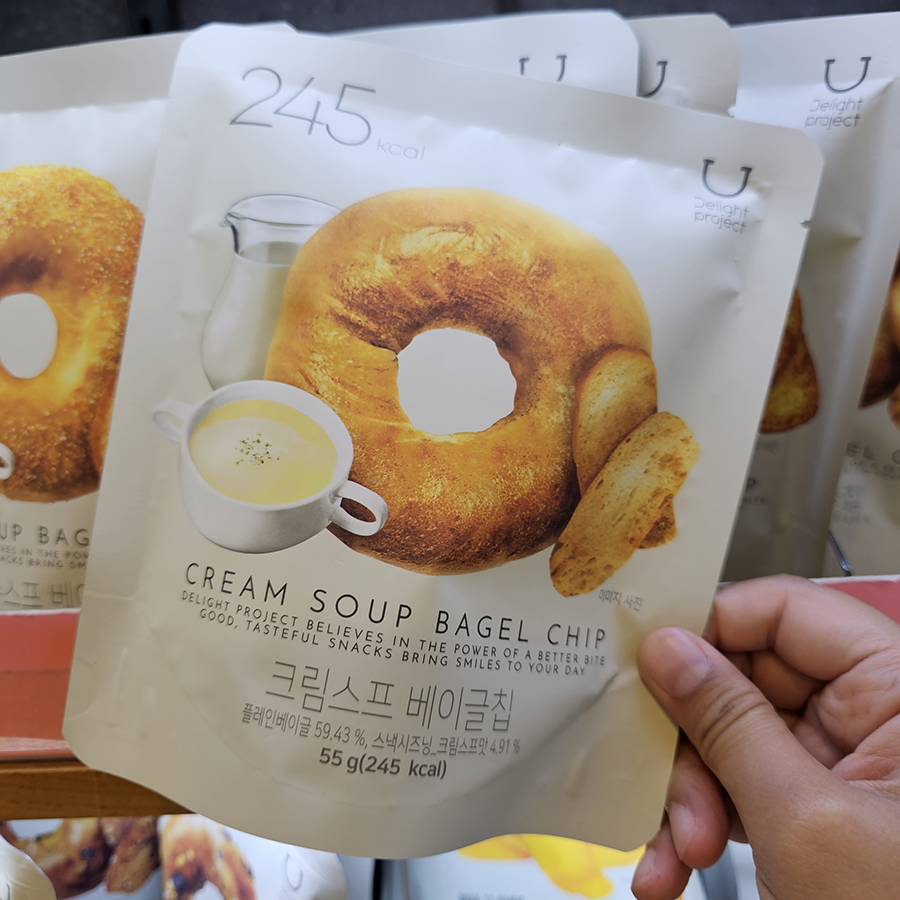 245 kcal
Delight
project
Delight
project
CREAM SOUP BAGEL CHIP
DELIGHT PROJECT BELIEVES IN THE POWER OF A BETTER BITE
GOOD, TASTEFUL SNACKS BRING SMILES TO YOUR DAY
이미지 사진
크림스프 베이글칩
플레인베이글 59.43 %, 스낵시즈닝_크림스프맛 4.91 %
55 g(245 kcal)
UP BAG